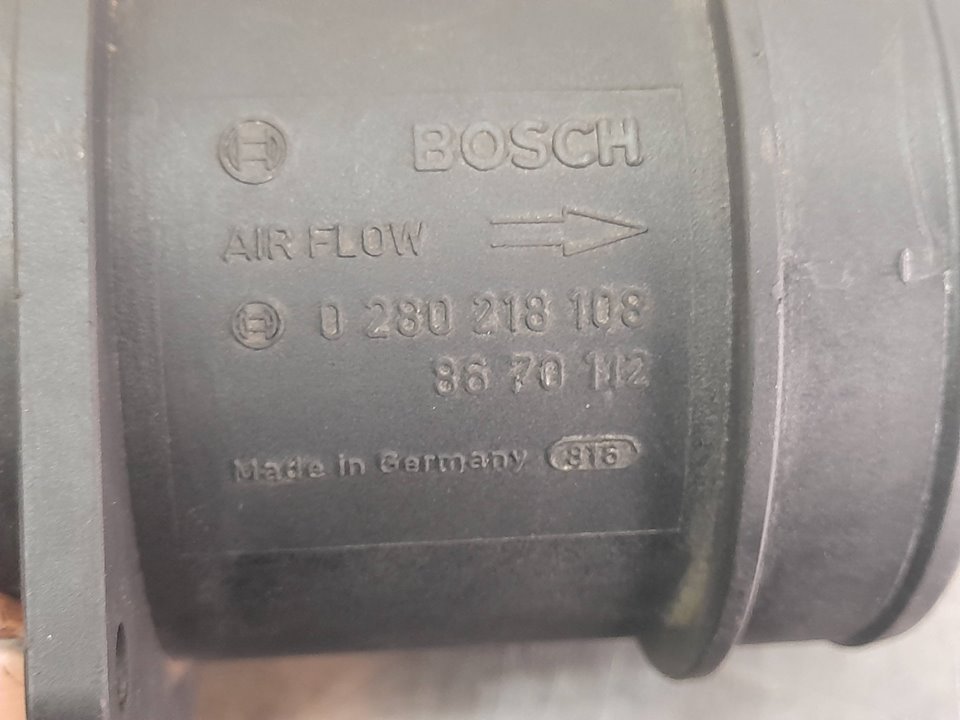 BOSCH
AIR FLOW
0 280 218 108
86 70 112
Made in Germany 816